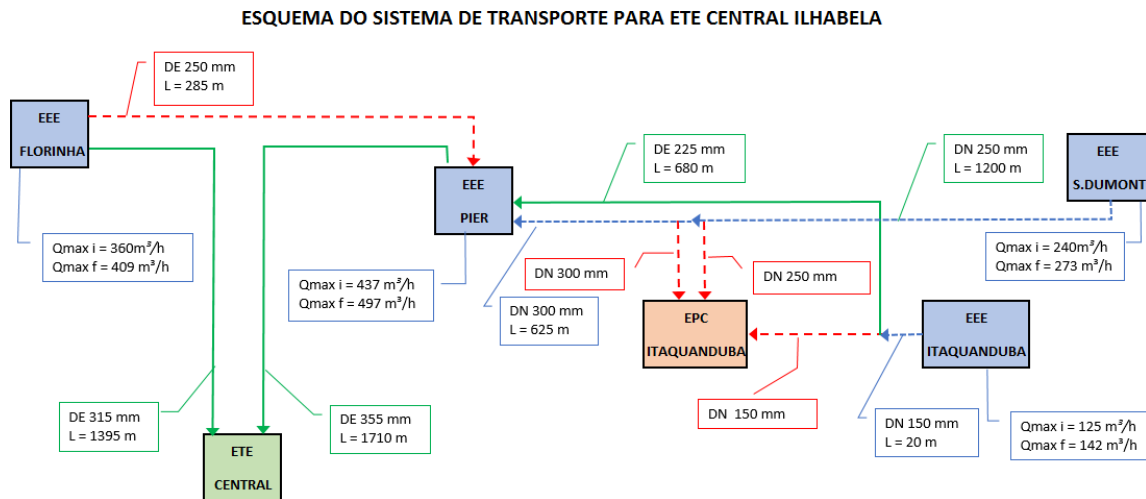 ESQUEMA DO SISTEMA DE TRANSPORTE PARA ETE CENTRAL ILHABELA
DE 250 mm
L = 285 m
EEE
FLORINHA
DE 225 mm
L = 680 m
DN 250 mm
L = 1200 m
EEE
S.DUMONT
EEE
PIER
Qmax i = 360m³/h
Qmax f = 409 m³/h
Qmax i = 437 m³/h
Qmax f = 497 m³/h
DN 300 mm
DN 250 mm
Qmax i = 240m³/h
Qmax f = 273 m³/h
DN 300 mm
L = 625 m
EPC
ITAQUANDUBA
EEE
ITAQUANDUBA
DE 315 mm
L = 1395 m
DE 355 mm
L = 1710 m
DN 150 mm
DN 150 mm
L = 20 m
Qmax i = 125 m³/h
Qmax f = 142 m³/h
ETE
CENTRAL